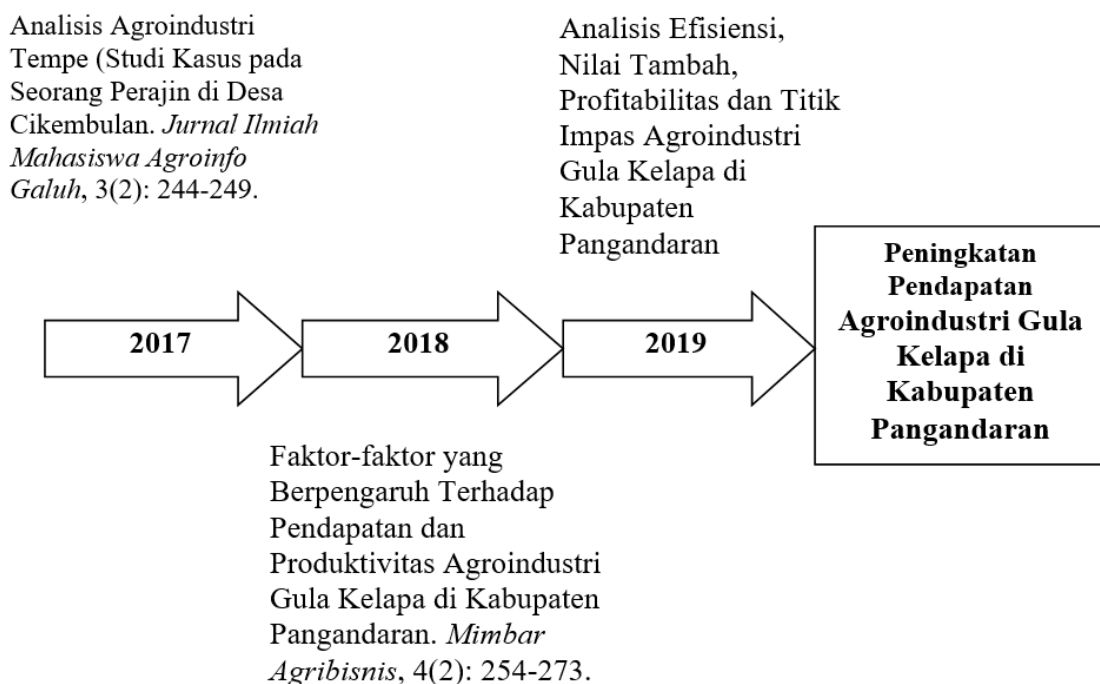 Analisis Agroindustri
Tempe (Studi Kasus pada
Seorang Perajin di Desa
Cikembulan. Jurnal Ilmiah
Mahasiswa Agroinfo
Galuh, 3(2): 244-249.
Analisis Efisiensi,
Nilai Tambah,
Profitabilitas dan Titik
Impas Agroindustri
Gula Kelapa di
Kabupaten
Pangandaran
2017
2018
2019
Peningkatan
Pendapatan
Agroindustri Gula
Kelapa di
Kabupaten
Pangandaran
Faktor-faktor yang
Berpengaruh Terhadap
Pendapatan dan
Produktivitas Agroindustri
Gula Kelapa di Kabupaten
Pangandaran. Mimbar
Agribisnis, 4(2): 254-273.